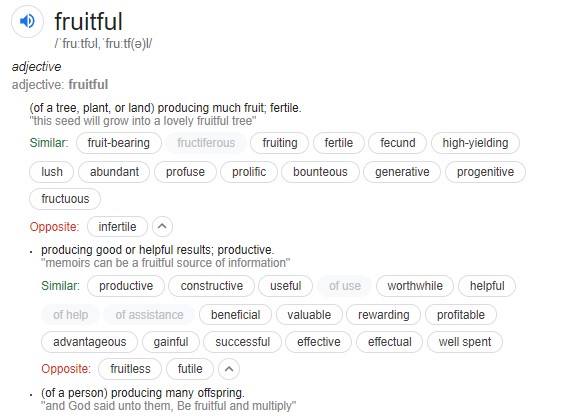 fruitful
/ˈfruːtfʊl,ˈfruːtf(ə)l/
adjective
adjective: fruitful
(of a tree, plant, or land) producing much fruit; fertile.
"this seed will grow into a lovely fruitful tree"
Similar: fruit-bearing fructiferous fruiting fertile fecund high-yielding
lush abundant profuse prolific bounteous generative progenitive
fructuous
Opposite: infertile
• producing good or helpful results; productive.
"memoirs can be a fruitful source of information"
Similar: productive constructive useful of use worthwhile helpful
of help of assistance beneficial valuable rewarding profitable
advantageous gainful successful effective effectual well spent
Opposite: fruitless futile
• (of a person) producing many offspring.
"and God said unto them, Be fruitful and multiply"